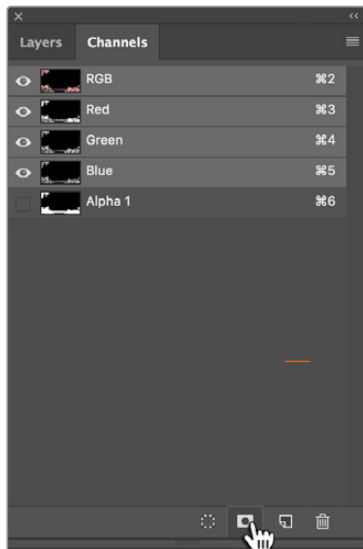 Layers Channels
RGB ⌘2
Red ⌘3
Green ⌘4
Blue ⌘5
Alpha 1 ⌘6